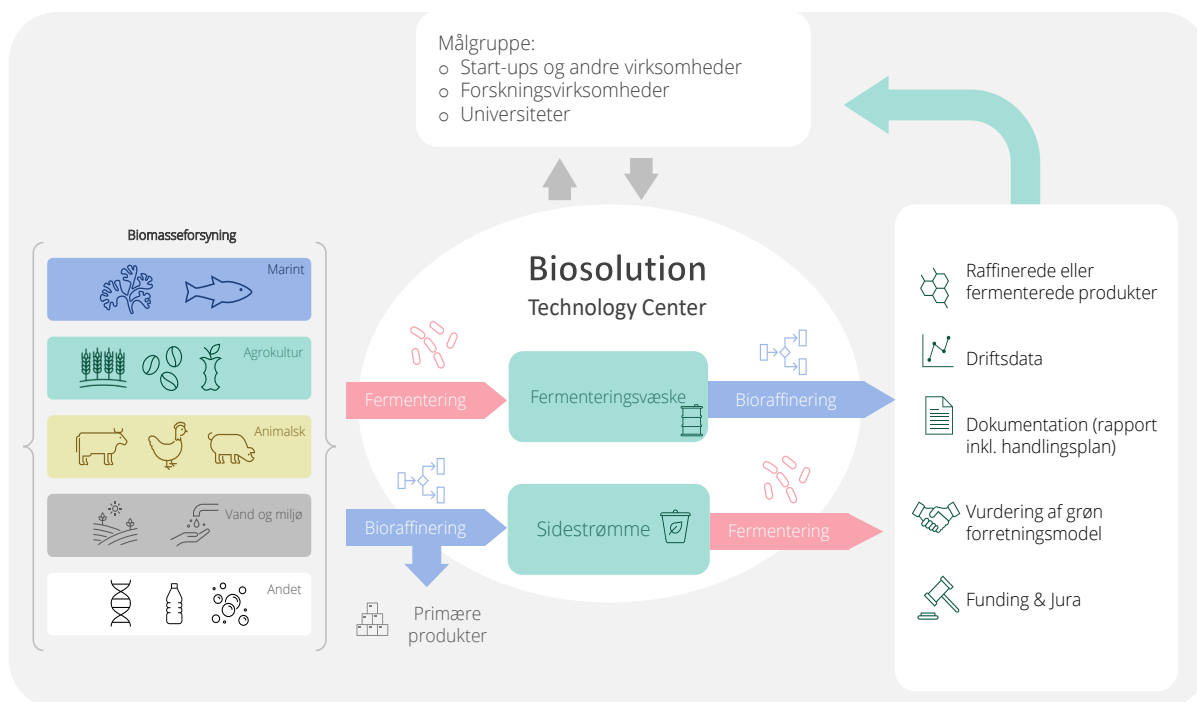 Målgruppe:
o Start-ups og andre virksomheder
o Forskningsvirksomheder
o Universiteter
Biomasseforsyning
Marint
Agrokultur
Animalsk
Vand og miljø
Andet
Biosolution
Technology Center
Fermentering
Fermenteringsvæske
Bioraffinering
Bioraffinering
Sidestrømme
Fermentering
Primære
produkter
Raffinerede eller
fermenterede produkter
Driftsdata
Dokumentation (rapport
inkl. handlingsplan)
Vurdering af grøn
forretningsmodel
Funding & Jura